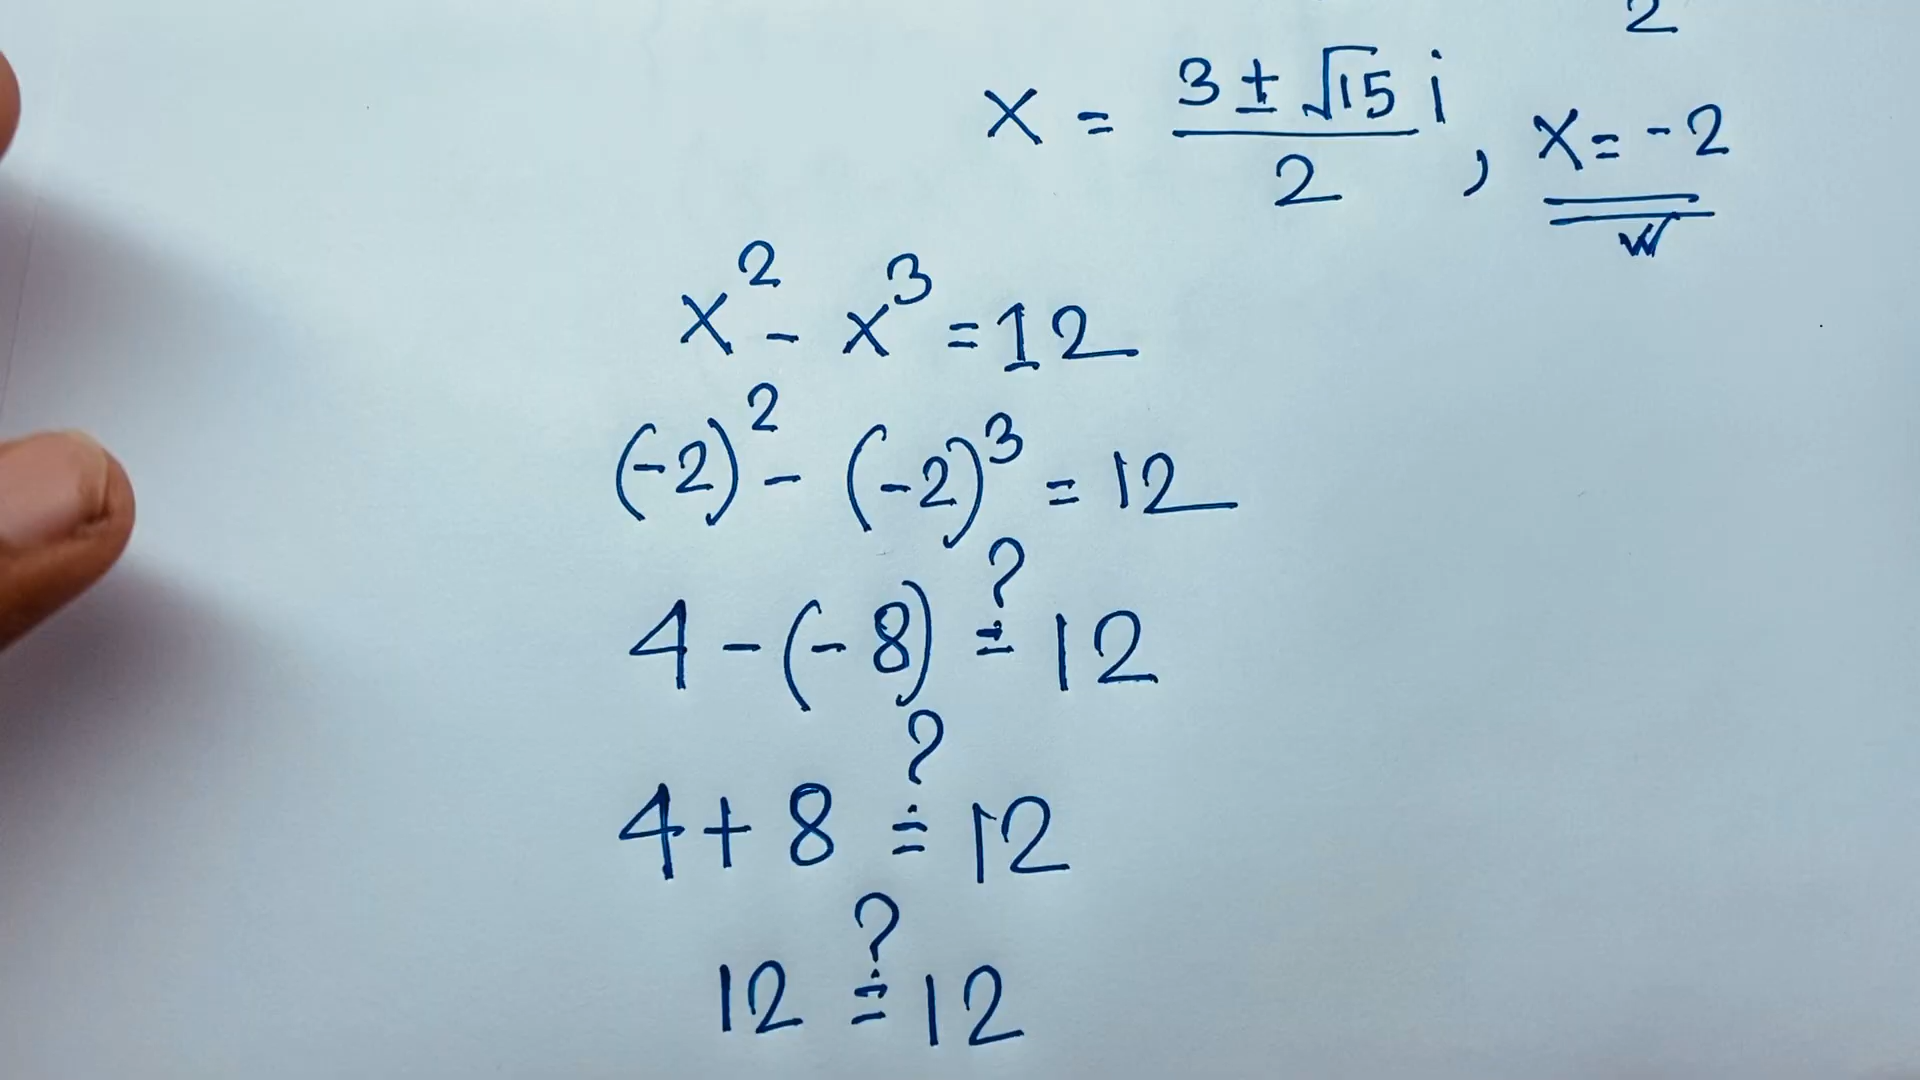 2
x = (3 ± √15 i)/2 , x = -2
x² - x³ = 12
(-2)² - (-2)³ = 12
4 - (-8) ≟ 12
4 + 8 ≟ 12
12 ≟ 12